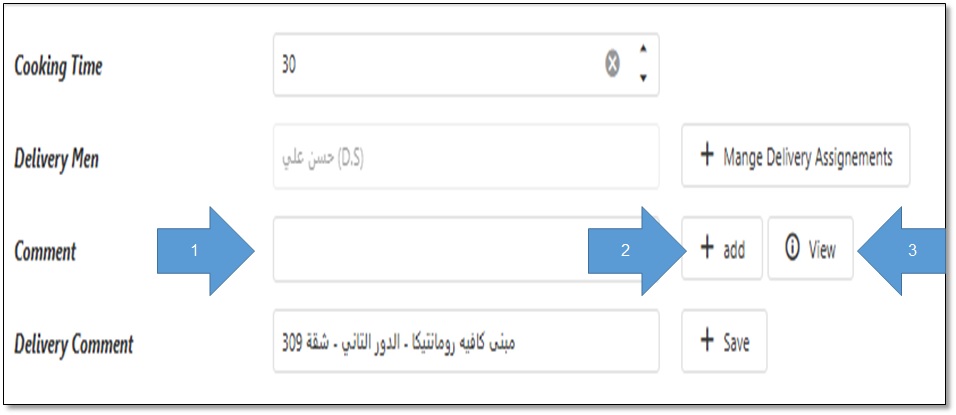 Cooking Time 30
Delivery Men حسن علي (D.S) + Mange Delivery Assignements
Comment 1 2 + add View 3
Delivery Comment مبنى كافيه رومانتيكا - الدور التاني - شقة 309 + Save